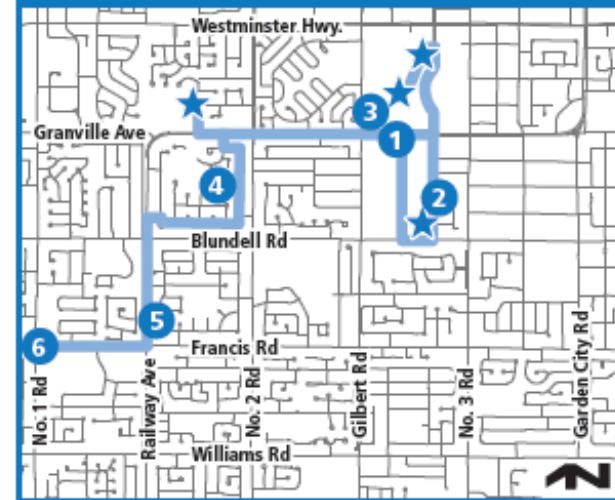 Westminster Hwy.
3
Granville Ave
1
4
2
Blundell Rd
5
6
Francis Rd
No. 1 Rd
Railway Ave
No. 2 Rd
Gilbert Rd
No. 3 Rd
Garden City Rd
Williams Rd
N